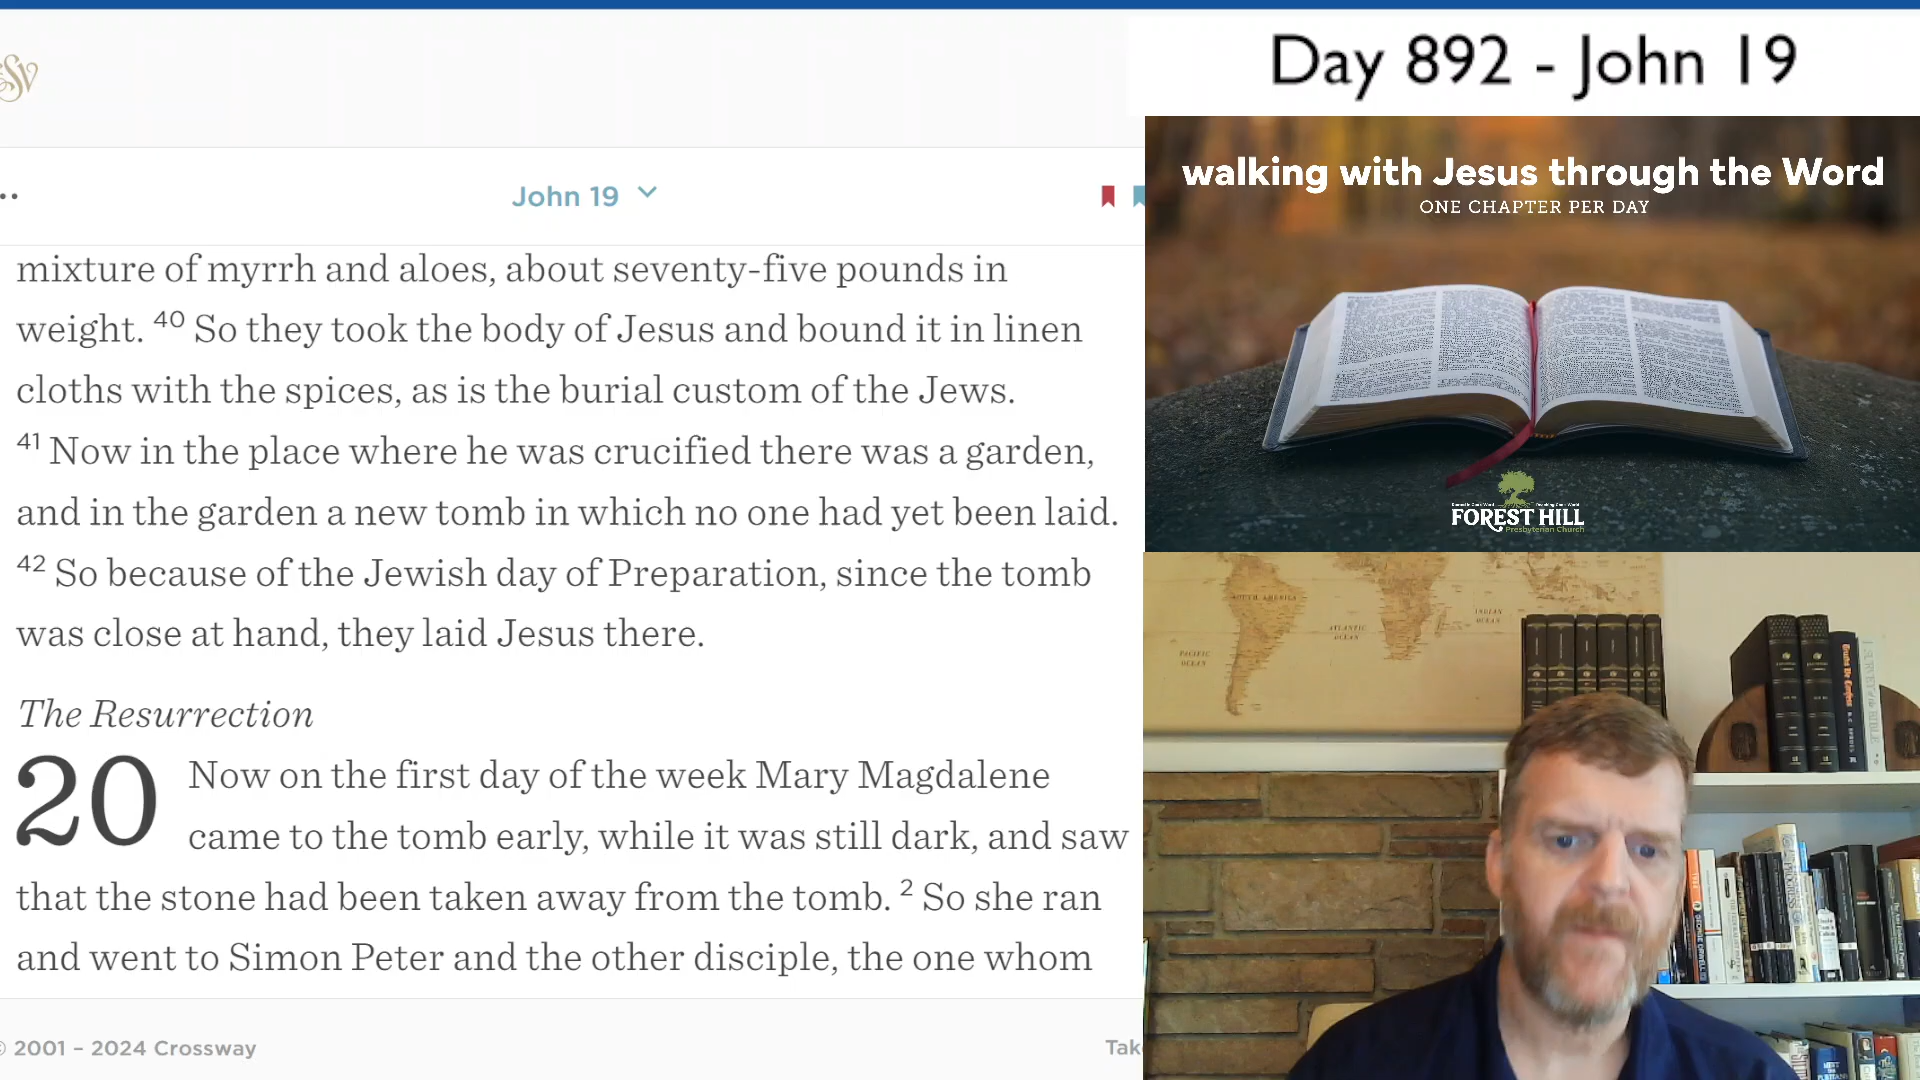 Day 892 - John 19
John 19
mixture of myrrh and aloes, about seventy-five pounds in
weight. 40 So they took the body of Jesus and bound it in linen
cloths with the spices, as is the burial custom of the Jews.
41 Now in the place where he was crucified there was a garden,
and in the garden a new tomb in which no one had yet been laid.
42 So because of the Jewish day of Preparation, since the tomb
was close at hand, they laid Jesus there.
The Resurrection
20 Now on the first day of the week Mary Magdalene
came to the tomb early, while it was still dark, and saw
that the stone had been taken away from the tomb. 2 So she ran
and went to Simon Peter and the other disciple, the one whom
© 2001 – 2024 Crossway
Tak
walking with Jesus through the Word
ONE CHAPTER PER DAY
FOREST HILL
Presbyterian Church
SOUTH AMERICA
ATLANTIC
OCEAN
INDIAN
OCEAN
PACIFIC
OCEAN